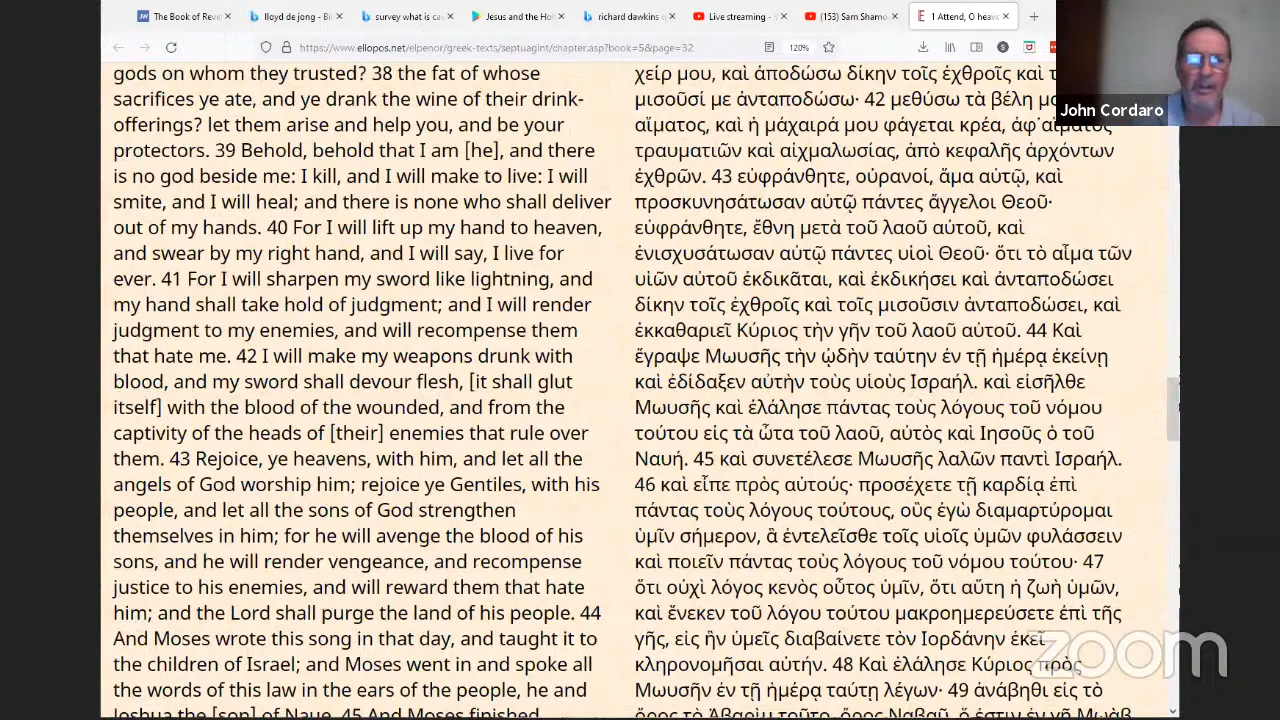 The Book of Reve
lloyd de jong - Bi
survey what is ca
Jesus and the Hol
richard dawkins q
Live streaming - Y
(153) Sam Shamo
1 Attend, O heave
https://www.ellopos.net/elpenor/greek-texts/septuagint/chapter.asp?book=5&page=32
120%
John Cordaro
gods on whom they trusted? 38 the fat of whose
sacrifices ye ate, and ye drank the wine of their drink-
offerings? let them arise and help you, and be your
protectors. 39 Behold, behold that I am [he], and there
is no god beside me: I kill, and I will make to live: I will
smite, and I will heal; and there is none who shall deliver
out of my hands. 40 For I will lift up my hand to heaven,
and swear by my right hand, and I will say, I live for
ever. 41 For I will sharpen my sword like lightning, and
my hand shall take hold of judgment; and I will render
judgment to my enemies, and will recompense them
that hate me. 42 I will make my weapons drunk with
blood, and my sword shall devour flesh, [it shall glut
itself] with the blood of the wounded, and from the
captivity of the heads of [their] enemies that rule over
them. 43 Rejoice, ye heavens, with him, and let all the
angels of God worship him; rejoice ye Gentiles, with his
people, and let all the sons of God strengthen
themselves in him; for he will avenge the blood of his
sons, and he will render vengeance, and recompense
justice to his enemies, and will reward them that hate
him; and the Lord shall purge the land of his people. 44
And Moses wrote this song in that day, and taught it to
the children of Israel; and Moses went in and spoke all
the words of this law in the ears of the people, he and
Joshua the [son] of Naue. 45 And Moses finished
χείρ μου, καὶ ἀποδώσω δίκην τοῖς ἐχθροῖς καὶ
μισοῦσί με ἀνταποδώσω· 42 μεθύσω τὰ βέλη
αἵματος, καὶ ἡ μάχαιρά μου φάγεται κρέα, ἀφ᾿αἵματος
τραυματιῶν καὶ αἰχμαλωσίας, ἀπὸ κεφαλῆς ἀρχόντων
ἐχθρῶν. 43 εὐφράνθητε, οὐρανοί, ἅμα αὐτῷ, καὶ
προσκυνησάτωσαν αὐτῷ πάντες ἄγγελοι Θεοῦ·
εὐφράνθητε, ἔθνη μετὰ τοῦ λαοῦ αὐτοῦ, καὶ
ἐνισχυσάτωσαν αὐτῷ πάντες υἱοὶ Θεοῦ· ὅτι τὸ αἷμα τῶν
υἱῶν αὐτοῦ ἐκδικᾶται, καὶ ἐκδικήσει καὶ ἀνταποδώσει
δίκην τοῖς ἐχθροῖς καὶ τοῖς μισοῦσιν ἀνταποδώσει, καὶ
ἐκκαθαριεῖ Κύριος τὴν γῆν τοῦ λαοῦ αὐτοῦ. 44 Καὶ
ἔγραψε Μωυσῆς τὴν ᾠδὴν ταύτην ἐν τῇ ἡμέρᾳ ἐκείνῃ
καὶ ἐδίδαξεν αὐτὴν τοὺς υἱοὺς Ισραήλ. καὶ εἰσῆλθε
Μωυσῆς καὶ ἐλάλησε πάντας τοὺς λόγους τοῦ νόμου
τούτου εἰς τὰ ὦτα τοῦ λαοῦ, αὐτὸς καὶ Ιησοῦς ὁ τοῦ
Ναυή. 45 καὶ συνετέλεσε Μωυσῆς λαλῶν παντὶ Ισραήλ.
46 καὶ εἶπε πρὸς αὐτούς· προσέχετε τῇ καρδίᾳ ἐπὶ
πάντας τοὺς λόγους τούτους, οὓς ἐγὼ διαμαρτύρομαι
ὑμῖν σήμερον, ἃ ἐντελεῖσθε τοῖς υἱοῖς ὑμῶν φυλάσσειν
καὶ ποιεῖν πάντας τοὺς λόγους τοῦ νόμου τούτου· 47
ὅτι οὐχὶ λόγος κενὸς οὗτος ὑμῖν, ὅτι αὕτη ἡ ζωὴ ὑμῶν,
καὶ ἕνεκεν τοῦ λόγου τούτου μακροημερεύσετε ἐπὶ τῆς
γῆς, εἰς ἣν ὑμεῖς διαβαίνετε τὸν Ιορδάνην ἐκεῖ
κληρονομῆσαι αὐτήν. 48 Καὶ ἐλάλησε Κύριος πρὸς
Μωυσῆν ἐν τῇ ἡμέρᾳ ταύτῃ λέγων· 49 ἀνάβηθι εἰς τὸ
ὄρος τὸ Ἀβαρὶμ τοῦτο, ὄρος Ναβαῦ, ὅ ἐστιν ἐν γῇ Μωὰβ
zoom